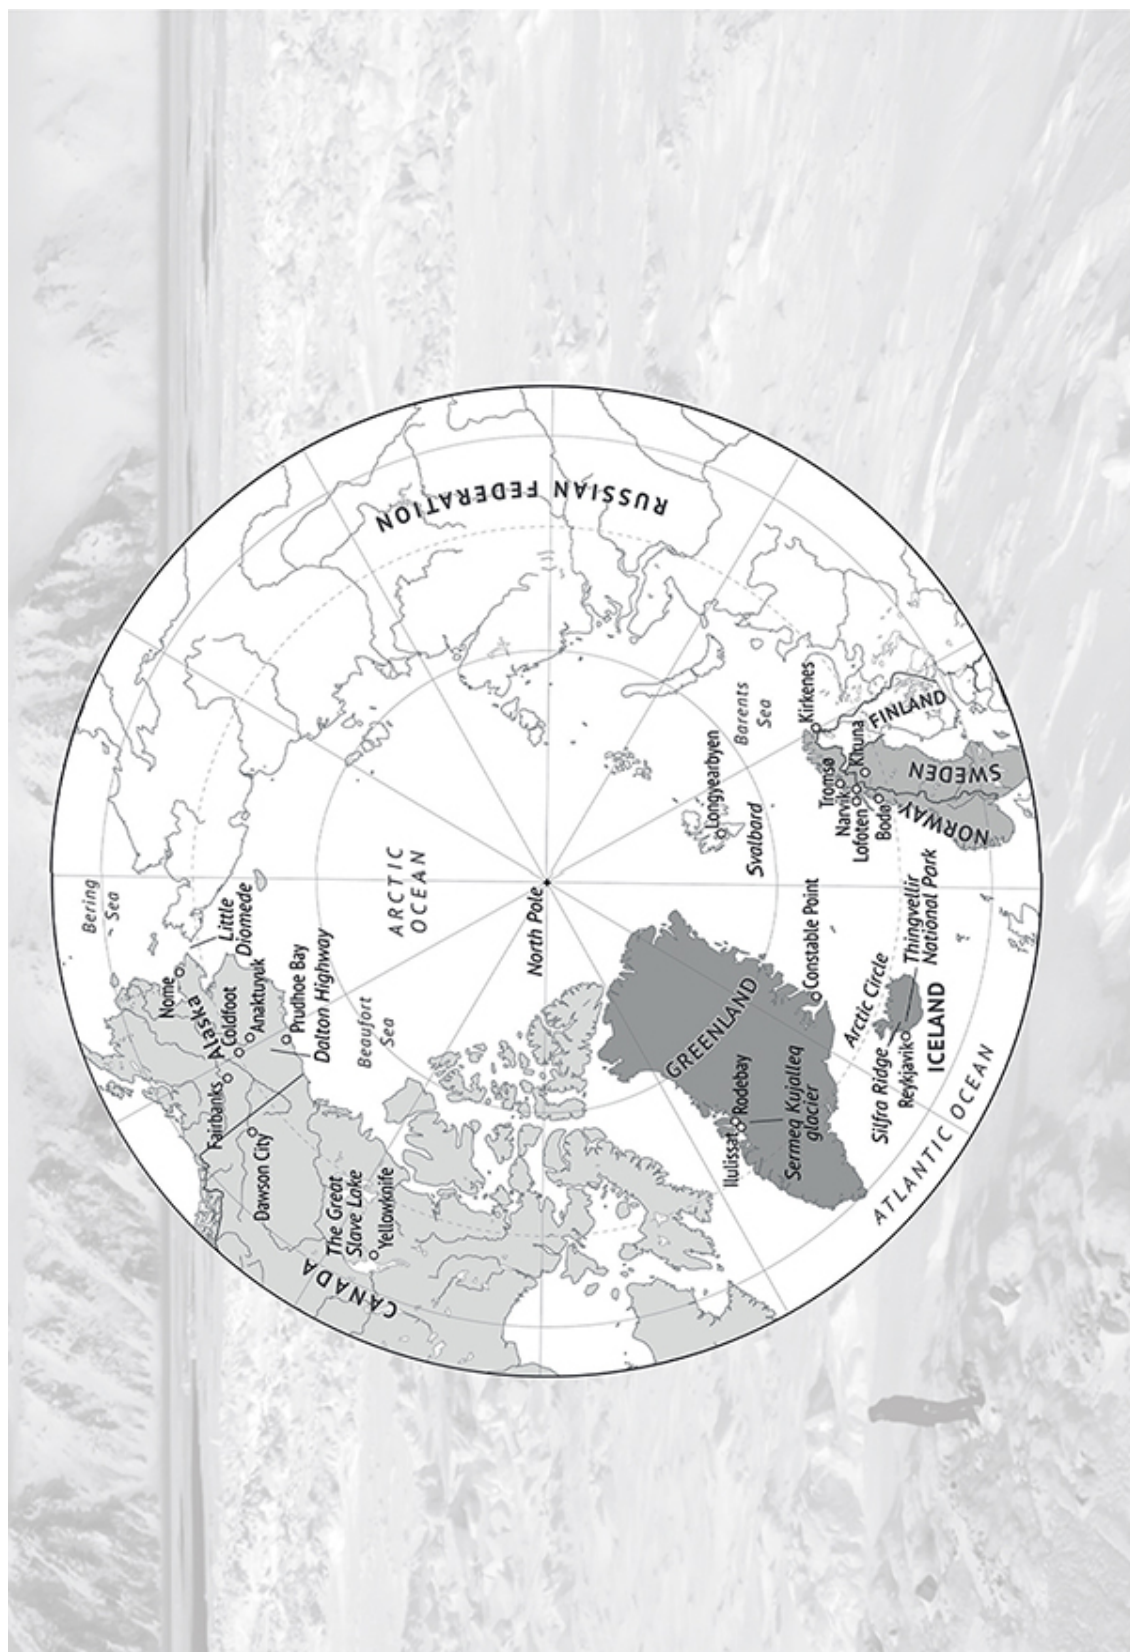 Bering
Sea
Nome
Little
Diomede
Alaska
Coldfoot
Anaktuyuk
Prudhoe Bay
Dalton Highway
Fairbanks
Dawson City
Beaufort
Sea
The Great
Slave Lake
Yellowknife
CANADA
ARCTIC
OCEAN
North Pole
RUSSIAN FEDERATION
Barents
Sea
Longyearbyen
Svalbard
Kirkenes
FINLAND
Tromsø
Kiruna
Narvik
Lofoten
Bodø
SWEDEN
NORWAY
GREENLAND
Constable Point
Rodebay
Ilulissat
Sermeq Kujalleq
glacier
Arctic Circle
Thingvellir
National Park
Silfra Ridge
Reykjavik
ICELAND
ATLANTIC OCEAN